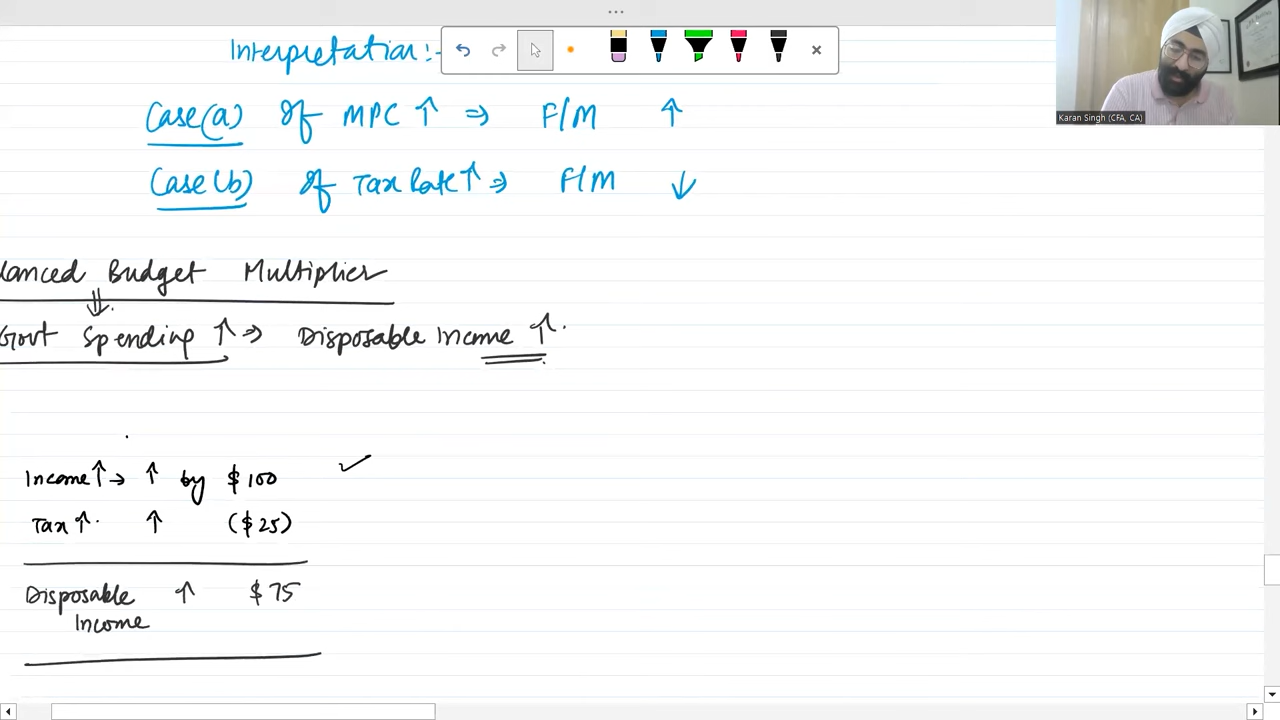 Interpretation:-
Case(a) If MPC ↑ ⇒ F/M ↑
Case(b) If Tax Rate ↑ ⇒ F/M ↓
lanced Budget Multiplier
⇓
Govt Spending ↑ ⇒ Disposable Income ↑.
Income ↑ → ↑ by $100 ✓
Tax ↑. ↑ ($25)
Disposable ↑ $75
Income
Karan Singh (CFA, CA)